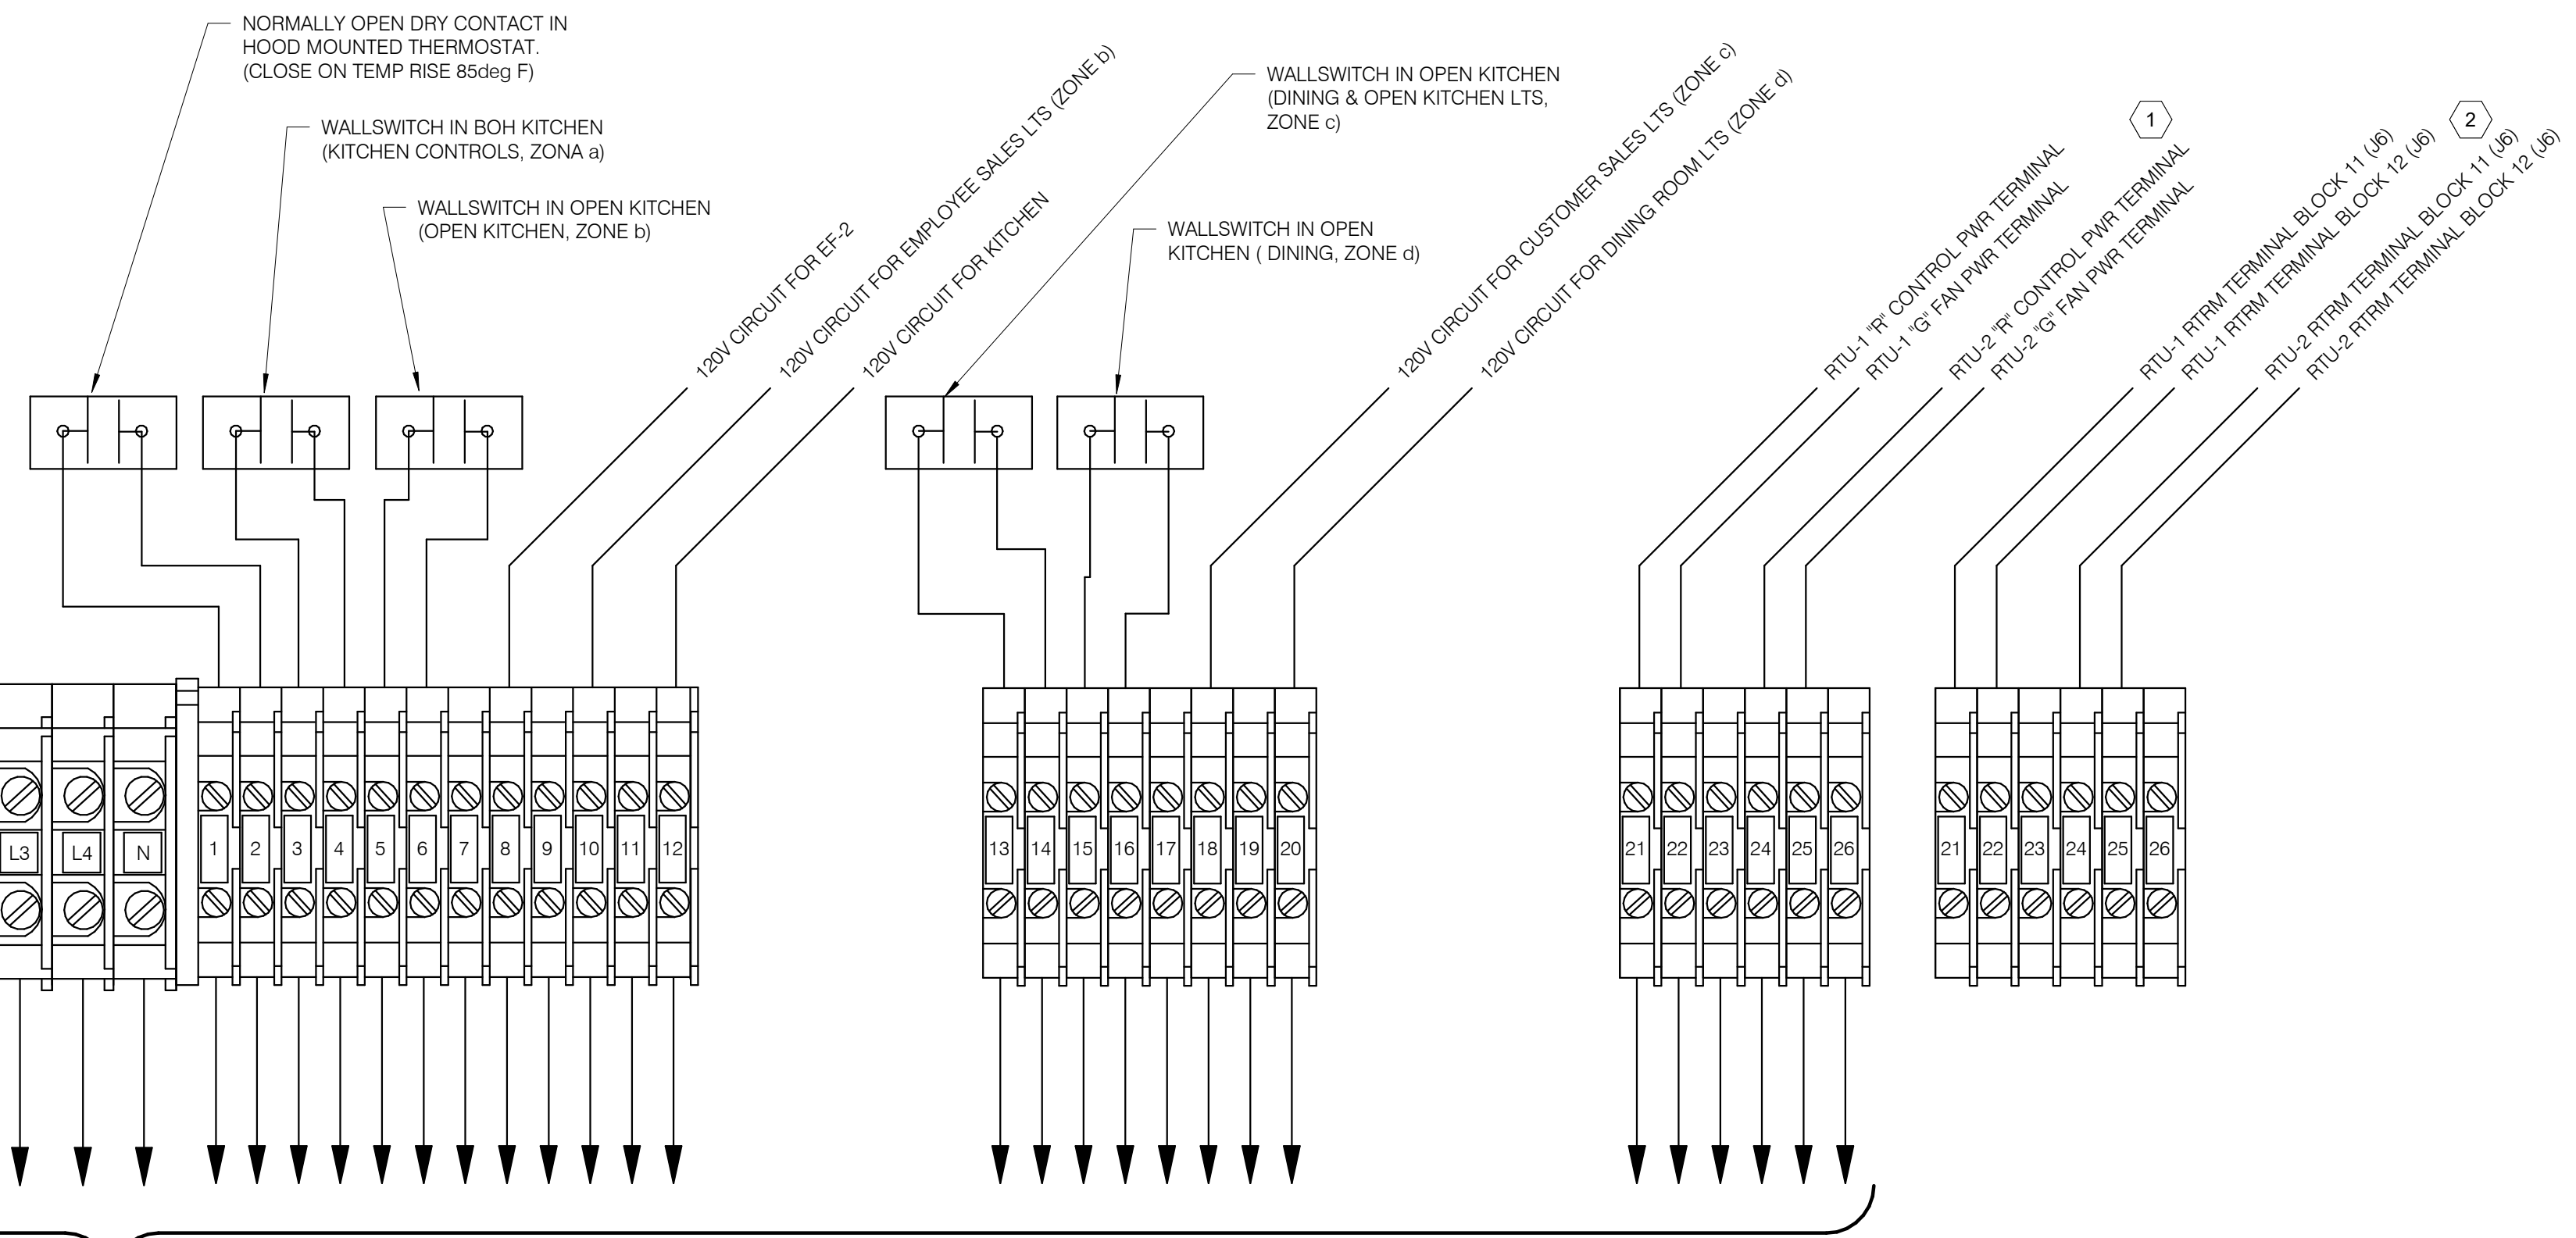 NORMALLY OPEN DRY CONTACT IN
HOOD MOUNTED THERMOSTAT.
(CLOSE ON TEMP RISE 85deg F)
WALLSWITCH IN BOH KITCHEN
(KITCHEN CONTROLS, ZONA a)
WALLSWITCH IN OPEN KITCHEN
(OPEN KITCHEN, ZONE b)
120V CIRCUIT FOR EF-2
120V CIRCUIT FOR EMPLOYEE SALES LTS (ZONE b)
120V CIRCUIT FOR KITCHEN
WALLSWITCH IN OPEN KITCHEN
(DINING & OPEN KITCHEN LTS,
ZONE c)
WALLSWITCH IN OPEN
KITCHEN ( DINING, ZONE d)
120V CIRCUIT FOR CUSTOMER SALES LTS (ZONE c)
120V CIRCUIT FOR DINING ROOM LTS (ZONE d)
1
RTU-1 "R" CONTROL PWR TERMINAL
RTU-1 "G" FAN PWR TERMINAL
RTU-2 "R" CONTROL PWR TERMINAL
RTU-2 "G" FAN PWR TERMINAL
2
RTU-1 RTRM TERMINAL BLOCK 11 (J6)
RTU-1 RTRM TERMINAL BLOCK 12 (J6)
RTU-2 RTRM TERMINAL BLOCK 11 (J6)
RTU-2 RTRM TERMINAL BLOCK 12 (J6)
L3 L4 N 1 2 3 4 5 6 7 8 9 10 11 12
13 14 15 16 17 18 19 20
21 22 23 24 25 26
21 22 23 24 25 26